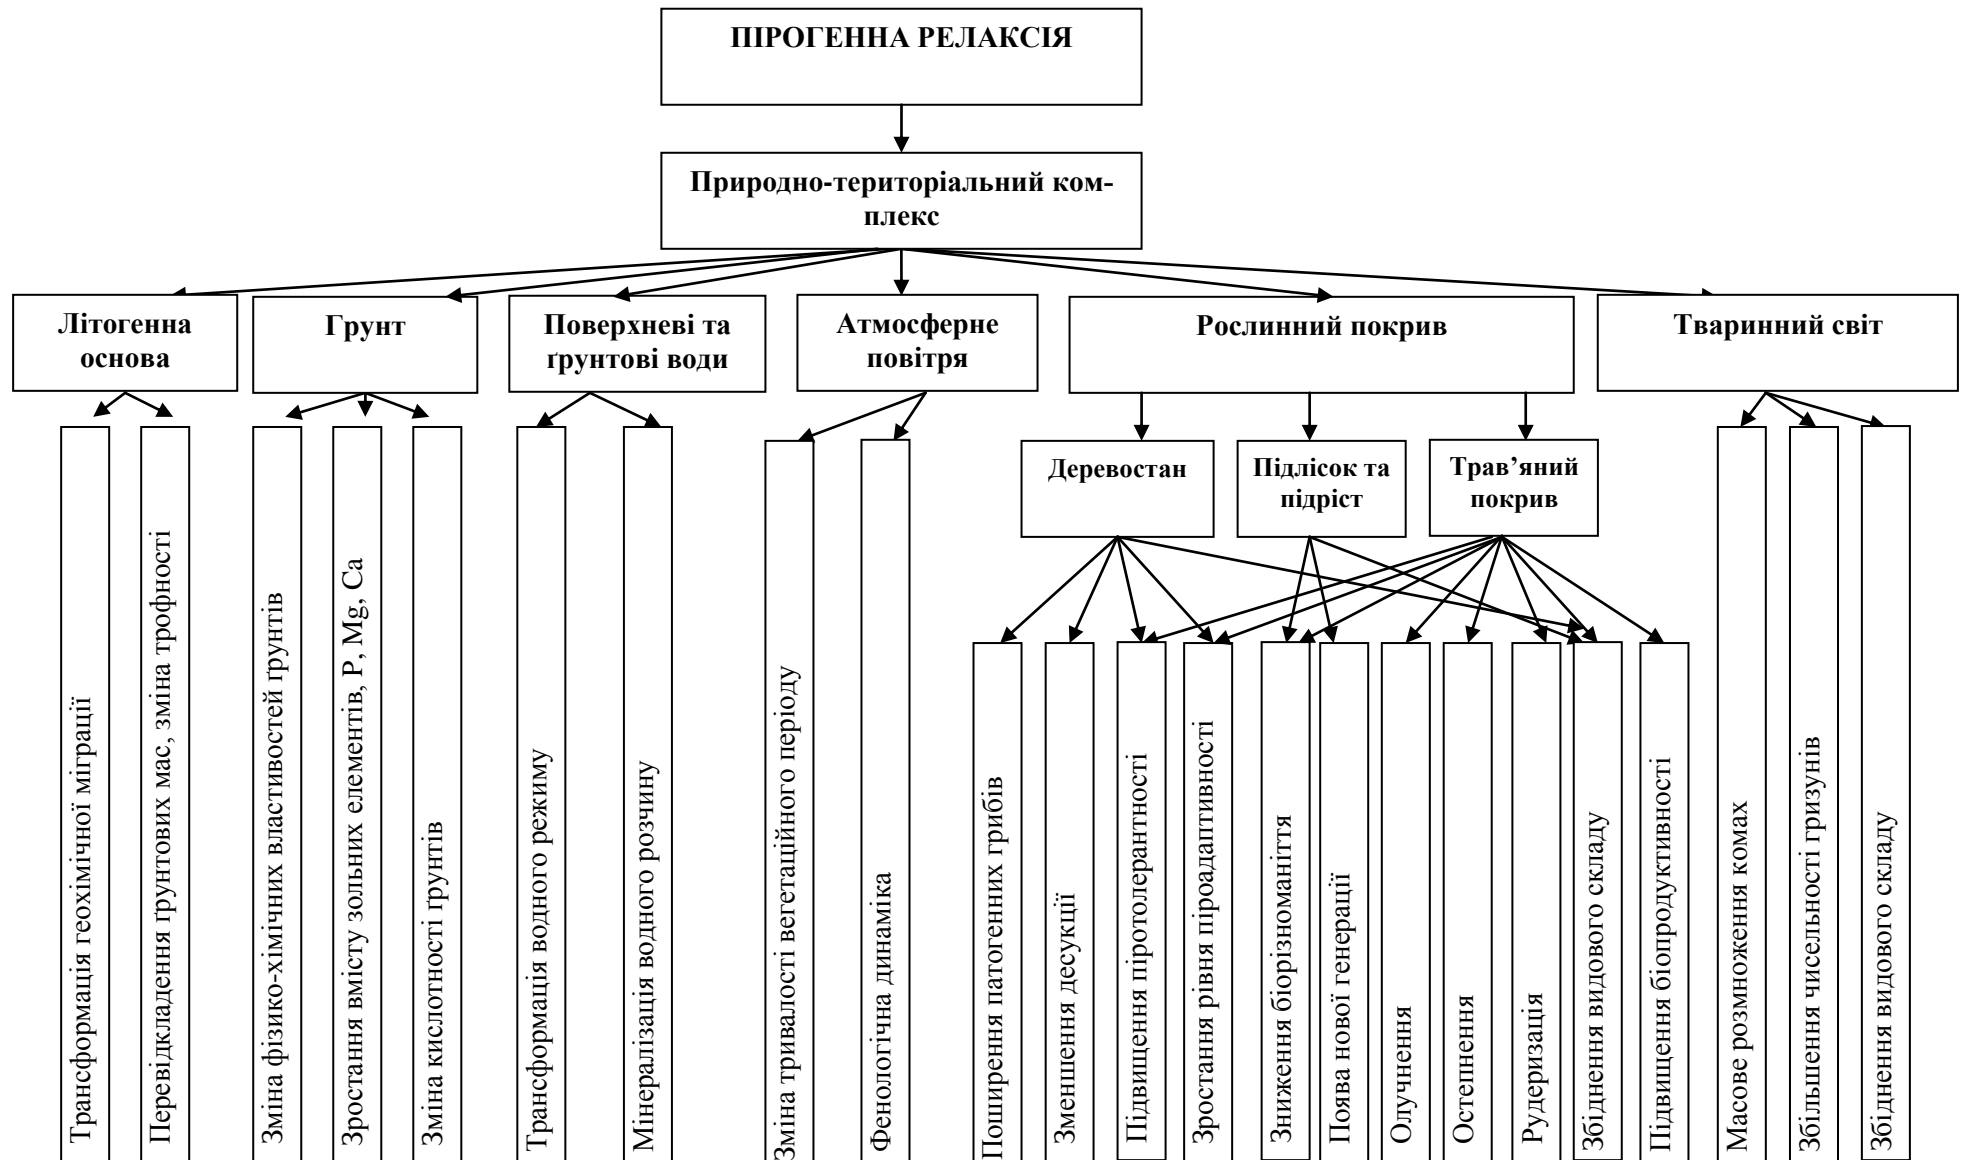 ПІРОГЕННА РЕЛАКСІЯ
Природно-територіальний ком-
плекс
Літогенна
основа
Грунт
Поверхневі та
ґрунтові води
Атмосферне
повітря
Рослинний покрив
Тваринний світ
Деревостан
Підлісок та
підріст
Трав’яний
покрив
Трансформація геохімічної міграції
Перевідкладення ґрунтових мас, зміна трофності
Зміна фізико-хімічних властивостей ґрунтів
Зростання вмісту зольних елементів, P, Mg, Ca
Зміна кислотності ґрунтів
Трансформація водного режиму
Мінералізація водного розчину
Зміна тривалості вегетаційного періоду
Фенологічна динаміка
Поширення патогенних грибів
Зменшення десукції
Підвищення піротолерантності
Зростання рівня піроадаптивності
Зниження біорізноманіття
Поява нової генерації
Олучнення
Остепнення
Рудеризація
Збіднення видового складу
Підвищення біопродуктивності
Масове розмноження комах
Збільшення чисельності гризунів
Збіднення видового складу